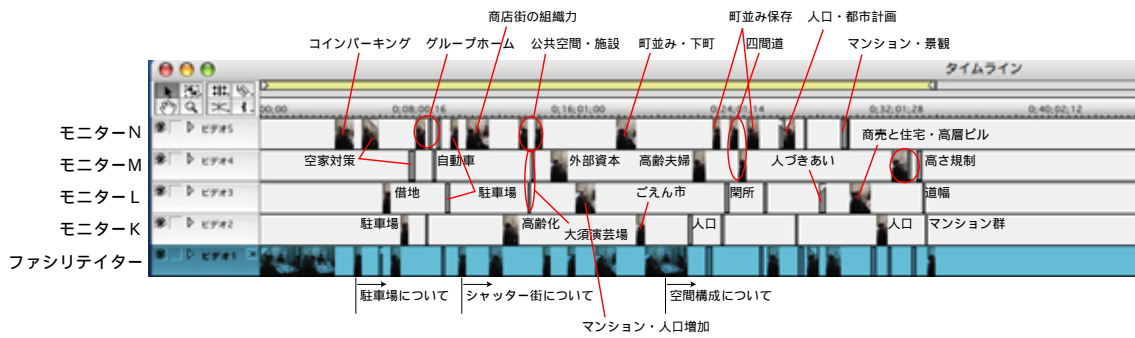 商店街の組織力
町並み保存
人口・都市計画
コインパーキング
グループホーム
公共空間・施設
町並み・下町
四間道
マンション・景観
タイムライン
00;00
0;08;00;16
0;16;01;00
0;24;01;14
0;32;01;28
0;40;02;12
モニターN
ビデオ5
商売と住宅・高層ビル
モニターM
ビデオ4
空家対策
自動車
外部資本
高齢夫婦
人づきあい
高さ規制
モニターL
ビデオ3
借地
駐車場
ごえん市
閑所
道幅
モニターK
ビデオ2
駐車場
高齢化
大須演芸場
人口
人口
マンション群
ファシリテイター
ビデオ1
駐車場について
シャッター街について
空間構成について
マンション・人口増加